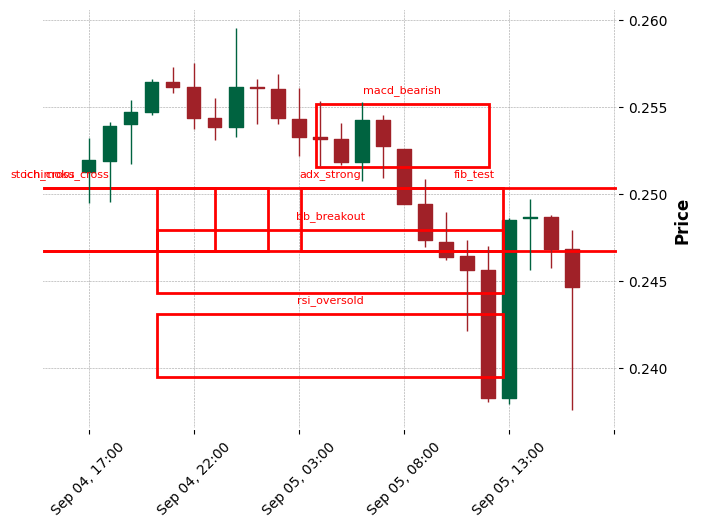 0.260
macd_bearish
0.255
adx_strong
fib_test
0.250
bb_breakout
0.245
rsi_oversold
0.240
Price
Sep 04, 17:00
Sep 04, 22:00
Sep 05, 03:00
Sep 05, 08:00
Sep 05, 13:00